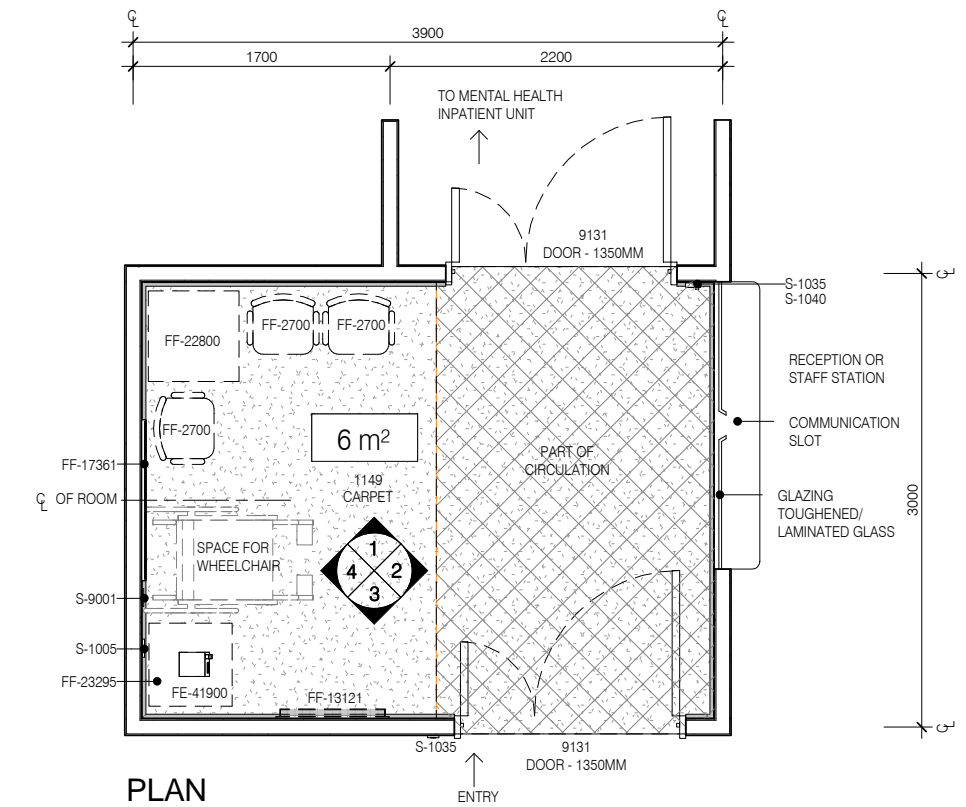 ℄
℄
3900
1700
2200
TO MENTAL HEALTH
INPATIENT UNIT
9131
DOOR - 1350MM
℄
S-1035
S-1040
FF-22800
FF-2700
FF-2700
RECEPTION OR
STAFF STATION
FF-2700
COMMUNICATION
SLOT
6 m²
PART OF
CIRCULATION
FF-17361
1149
CARPET
℄ OF ROOM
GLAZING
TOUGHENED/
LAMINATED GLASS
3000
SPACE FOR
WHEELCHAIR
1
4
2
3
S-9001
S-1005
FF-23295
FE-41900
FF-13121
℄
S-1035
9131
DOOR - 1350MM
PLAN
ENTRY